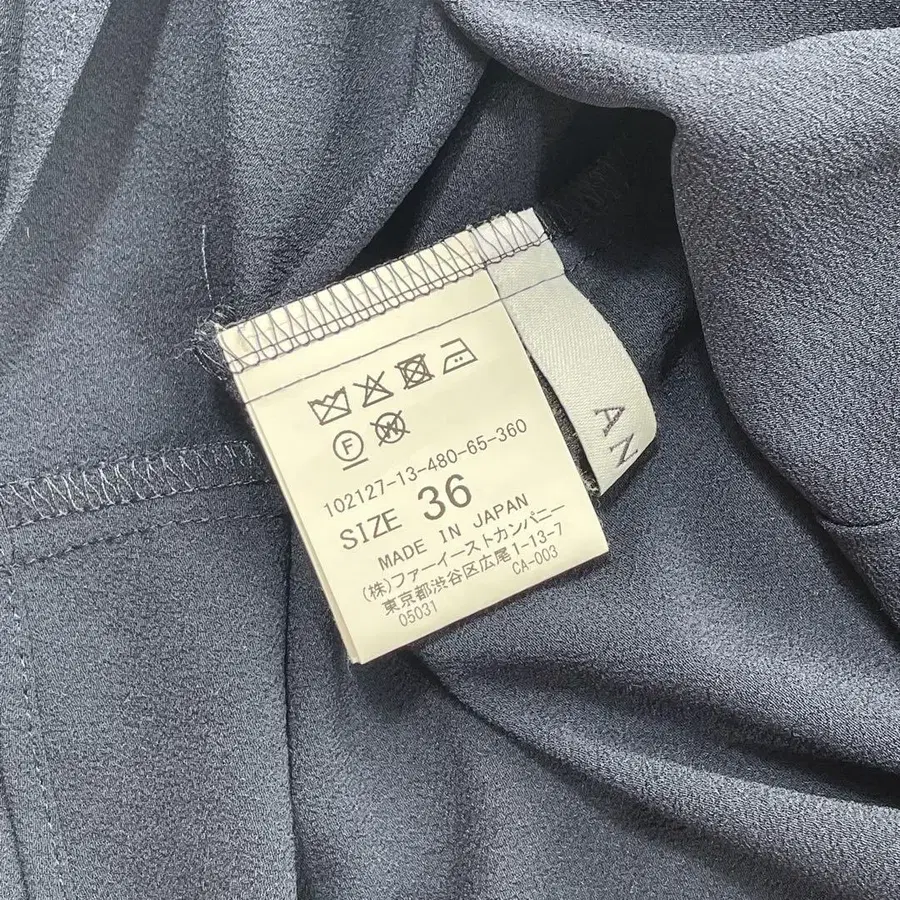 F W
102127-13-480-65-360
SIZE 36
MADE IN JAPAN
(株)ファーイーストカンパニー
東京都渋谷区広尾1-13-7
05031 CA-003
AN